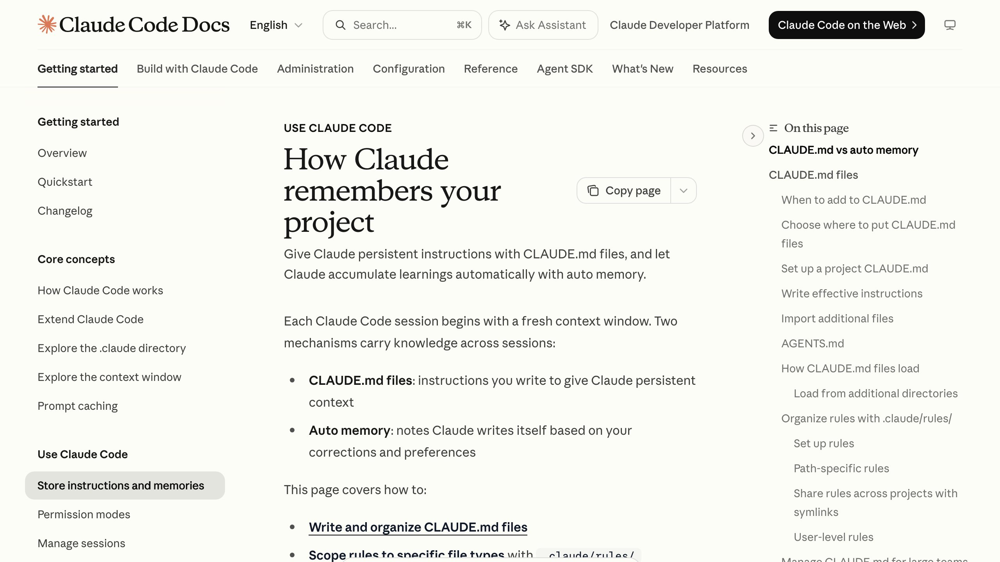 Claude Code Docs
English
Search...
⌘K
Ask Assistant
Claude Developer Platform
Claude Code on the Web
Getting started
Build with Claude Code
Administration
Configuration
Reference
Agent SDK
What's New
Resources
Getting started
Overview
Quickstart
Changelog
Core concepts
How Claude Code works
Extend Claude Code
Explore the .claude directory
Explore the context window
Prompt caching
Use Claude Code
Store instructions and memories
Permission modes
Manage sessions
USE CLAUDE CODE
How Claude
remembers your
project
Copy page
Give Claude persistent instructions with CLAUDE.md files, and let
Claude accumulate learnings automatically with auto memory.
Each Claude Code session begins with a fresh context window. Two
mechanisms carry knowledge across sessions:
CLAUDE.md files: instructions you write to give Claude persistent
context
Auto memory: notes Claude writes itself based on your
corrections and preferences
This page covers how to:
Write and organize CLAUDE.md files
Scope rules to specific file types with .claude/rules/
On this page
CLAUDE.md vs auto memory
CLAUDE.md files
When to add to CLAUDE.md
Choose where to put CLAUDE.md
files
Set up a project CLAUDE.md
Write effective instructions
Import additional files
AGENTS.md
How CLAUDE.md files load
Load from additional directories
Organize rules with .claude/rules/
Set up rules
Path-specific rules
Share rules across projects with
symlinks
User-level rules
Manage CLAUDE.md for large teams